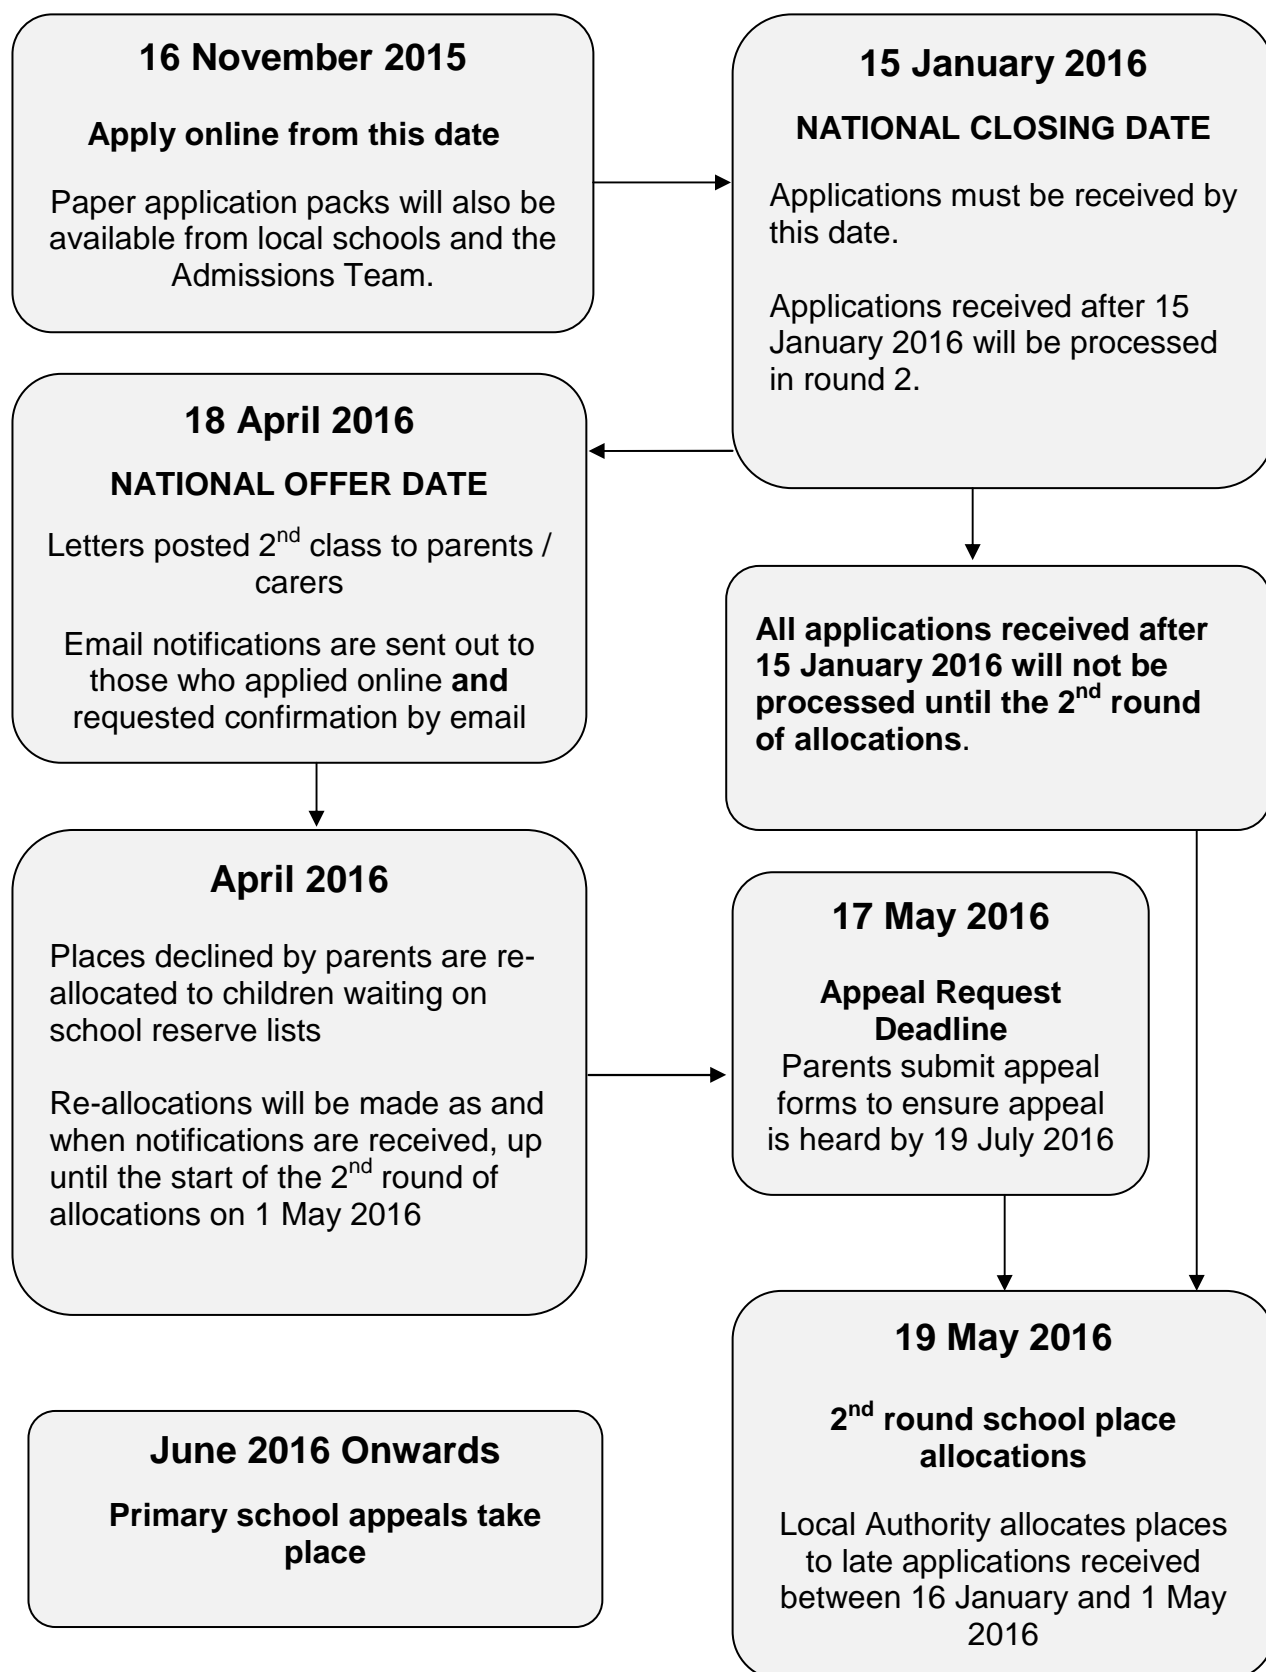 16 November 2015
Apply online from this date
Paper application packs will also be
available from local schools and the
Admissions Team.
15 January 2016
NATIONAL CLOSING DATE
Applications must be received by
this date.
Applications received after 15
January 2016 will be processed
in round 2.
18 April 2016
NATIONAL OFFER DATE
Letters posted 2nd class to parents /
carers
Email notifications are sent out to
those who applied online and
requested confirmation by email
All applications received after
15 January 2016 will not be
processed until the 2nd round
of allocations.
April 2016
Places declined by parents are re-
allocated to children waiting on
school reserve lists
Re-allocations will be made as and
when notifications are received, up
until the start of the 2nd round of
allocations on 1 May 2016
17 May 2016
Appeal Request
Deadline
Parents submit appeal
forms to ensure appeal
is heard by 19 July 2016
19 May 2016
2nd round school place
allocations
Local Authority allocates places
to late applications received
between 16 January and 1 May
2016
June 2016 Onwards
Primary school appeals take
place